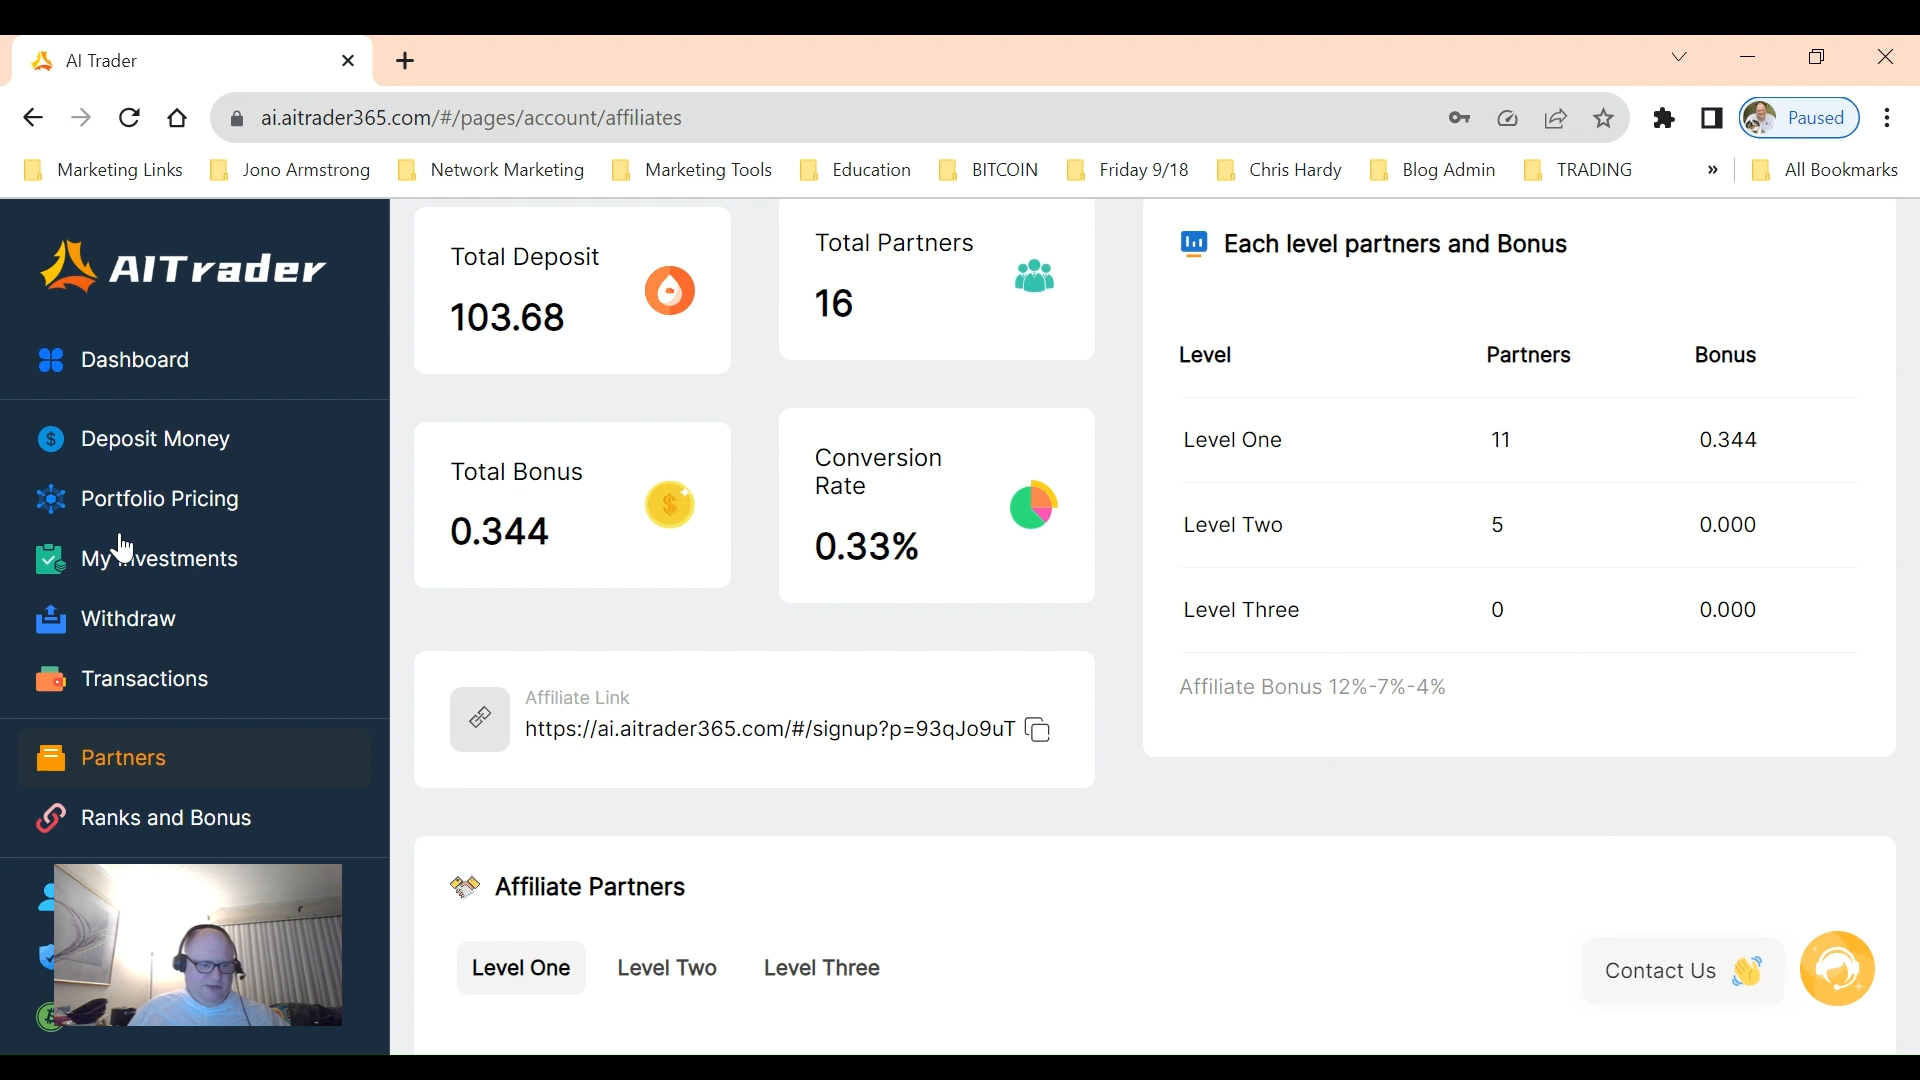 AI Trader
ai.aitrader365.com/#/pages/account/affiliates
Paused
Marketing Links
Jono Armstrong
Network Marketing
Marketing Tools
Education
BITCOIN
Friday 9/18
Chris Hardy
Blog Admin
TRADING
»
All Bookmarks
AITrader
Dashboard
Deposit Money
Portfolio Pricing
My Investments
Withdraw
Transactions
Partners
Ranks and Bonus
Total Deposit
103.68
Total Partners
16
Total Bonus
0.344
Conversion
Rate
0.33%
Affiliate Link
https://ai.aitrader365.com/#/signup?p=93qJo9uT
Each level partners and Bonus
Level Partners Bonus
Level One 11 0.344
Level Two 5 0.000
Level Three 0 0.000
Affiliate Bonus 12%-7%-4%
Affiliate Partners
Level One Level Two Level Three
Contact Us